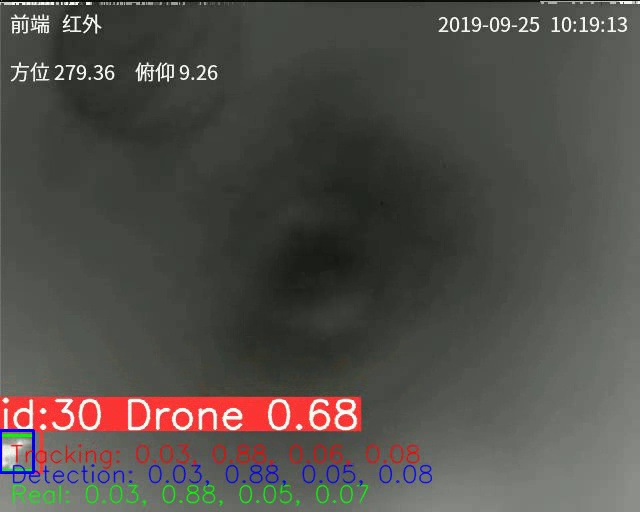 前端 红外 2019-09-25 10:19:13
方位 279.36 俯仰 9.26
id:30 Drone 0.68
Tracking: 0.03, 0.88, 0.06, 0.08
Detection: 0.03, 0.88, 0.05, 0.08
Real: 0.03, 0.88, 0.05, 0.07